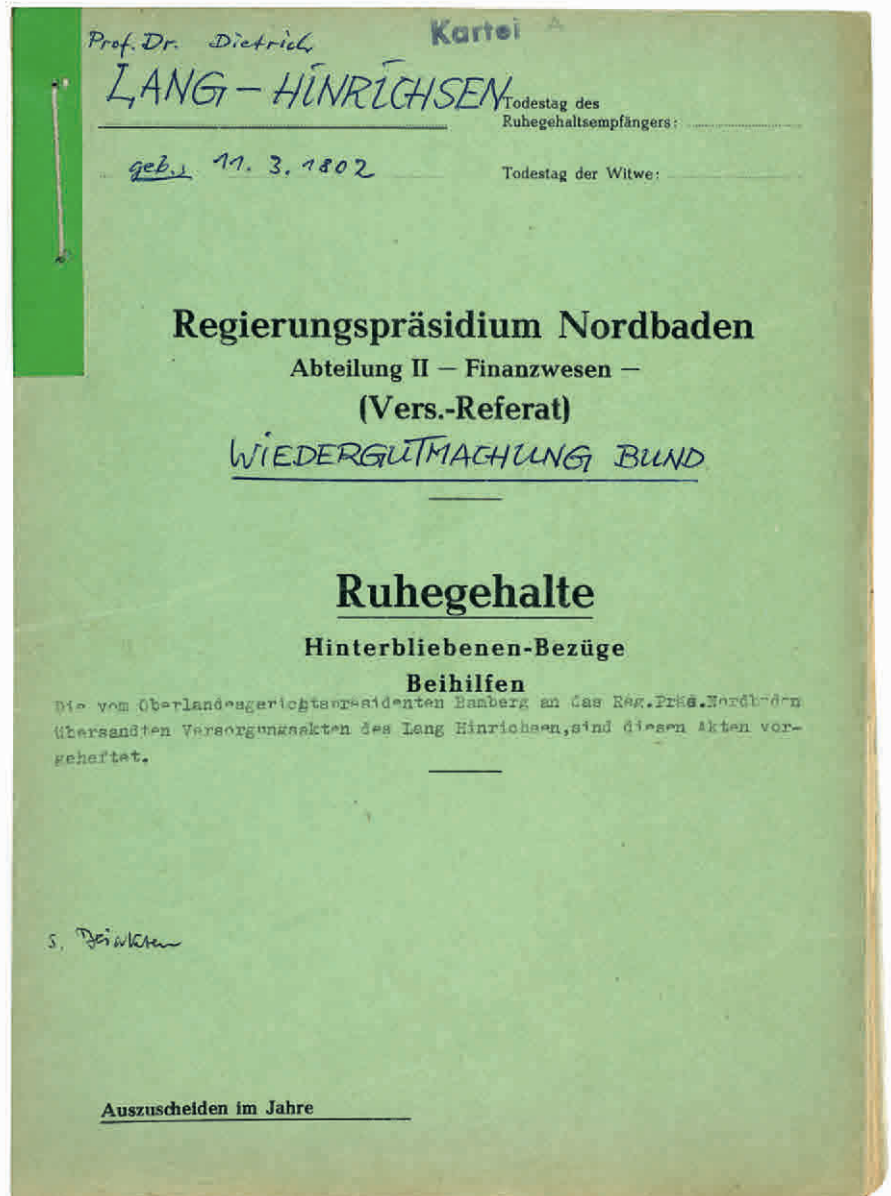 Kartei A
Prof. Dr. Dietrich
LANG-HINRICHSEN
Todestag des
Ruhegehaltsempfängers:
geb., 11. 3. 1802
Todestag der Witwe:
Regierungspräsidium Nordbaden
Abteilung II — Finanzwesen —
(Vers.-Referat)
WIEDERGUTMACHUNG BUND
Ruhegehalte
Hinterbliebenen-Bezüge
Beihilfen
Die vom Oberlandesgerichtspräsidenten Bamberg an das Reg.Präs.Nordbaden
übersandten Versorgungsakten des Lang Hinrichsen,sind diesen Akten vor-
geheftet.
s. Beiakten
Auszuscheiden im Jahre